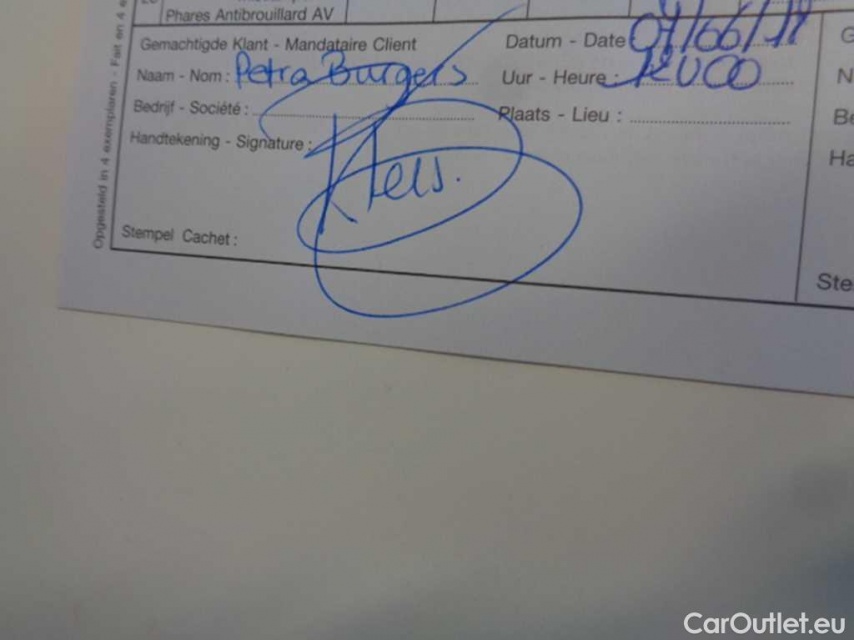 Phares Antibrouillard AV
Gemachtigde Klant - Mandataire Client
Datum - Date
Naam - Nom : Petra Burgers
Uur - Heure :
Bedrijf - Société :
Plaats - Lieu :
Handtekening - Signature :
Stempel Cachet :
Opgesteld in 4 exemplaren - Fait en 4
CarOutlet.eu